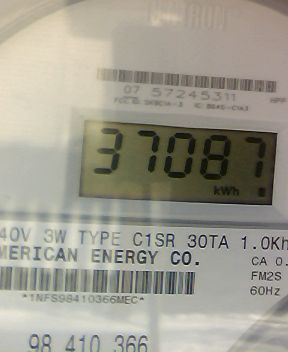 07 57245311
HPF
37087
kWh
40V 3W TYPE C1SR 30TA 1.0Kh
MERICAN ENERGY CO.
CA 0.
FM2S
60Hz
*1NFS98410366MEC*
98 410 366